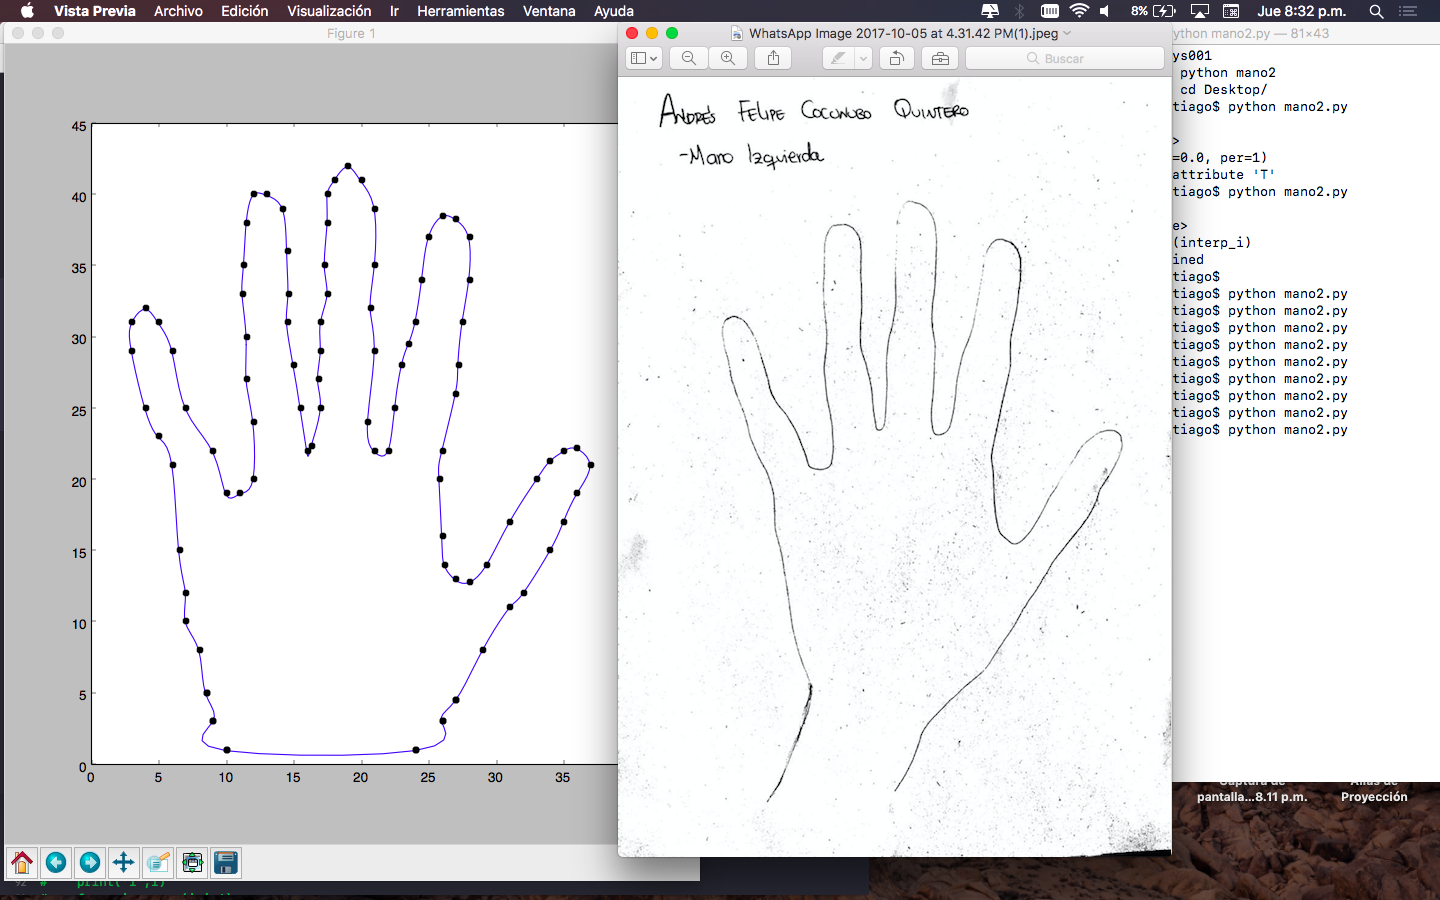 Vista Previa Archivo Edición Visualización Ir Herramientas Ventana Ayuda
8% Jue 8:32 p.m.
Figure 1
45
40
35
30
25
20
15
10
5
0
0 5 10 15 20 25 30 35
WhatsApp Image 2017-10-05 at 4.31.42 PM(1).jpeg
Buscar
ANDRÉS FELIPE COCUNUBO QUINTERO
-Mano Izquierda
ython mano2.py — 81×43
ys001
python mano2
cd Desktop/
tiago$ python mano2.py
>
=0.0, per=1)
attribute 'T'
tiago$ python mano2.py
e>
(interp_i)
ined
tiago$
tiago$ python mano2.py
tiago$ python mano2.py
tiago$ python mano2.py
tiago$ python mano2.py
tiago$ python mano2.py
tiago$ python mano2.py
tiago$ python mano2.py
tiago$ python mano2.py
tiago$ python mano2.py
pantalla...8.11 p.m.
Alias de
Proyección
92 # print('i',i)